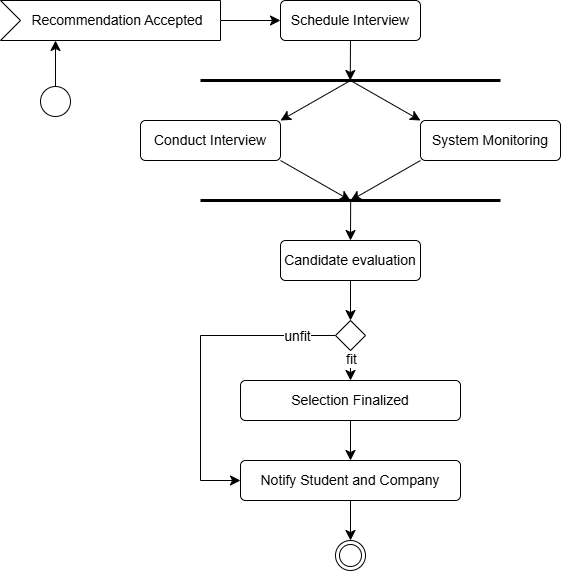 Recommendation Accepted
Schedule Interview
Conduct Interview
System Monitoring
Candidate evaluation
unfit
fit
Selection Finalized
Notify Student and Company